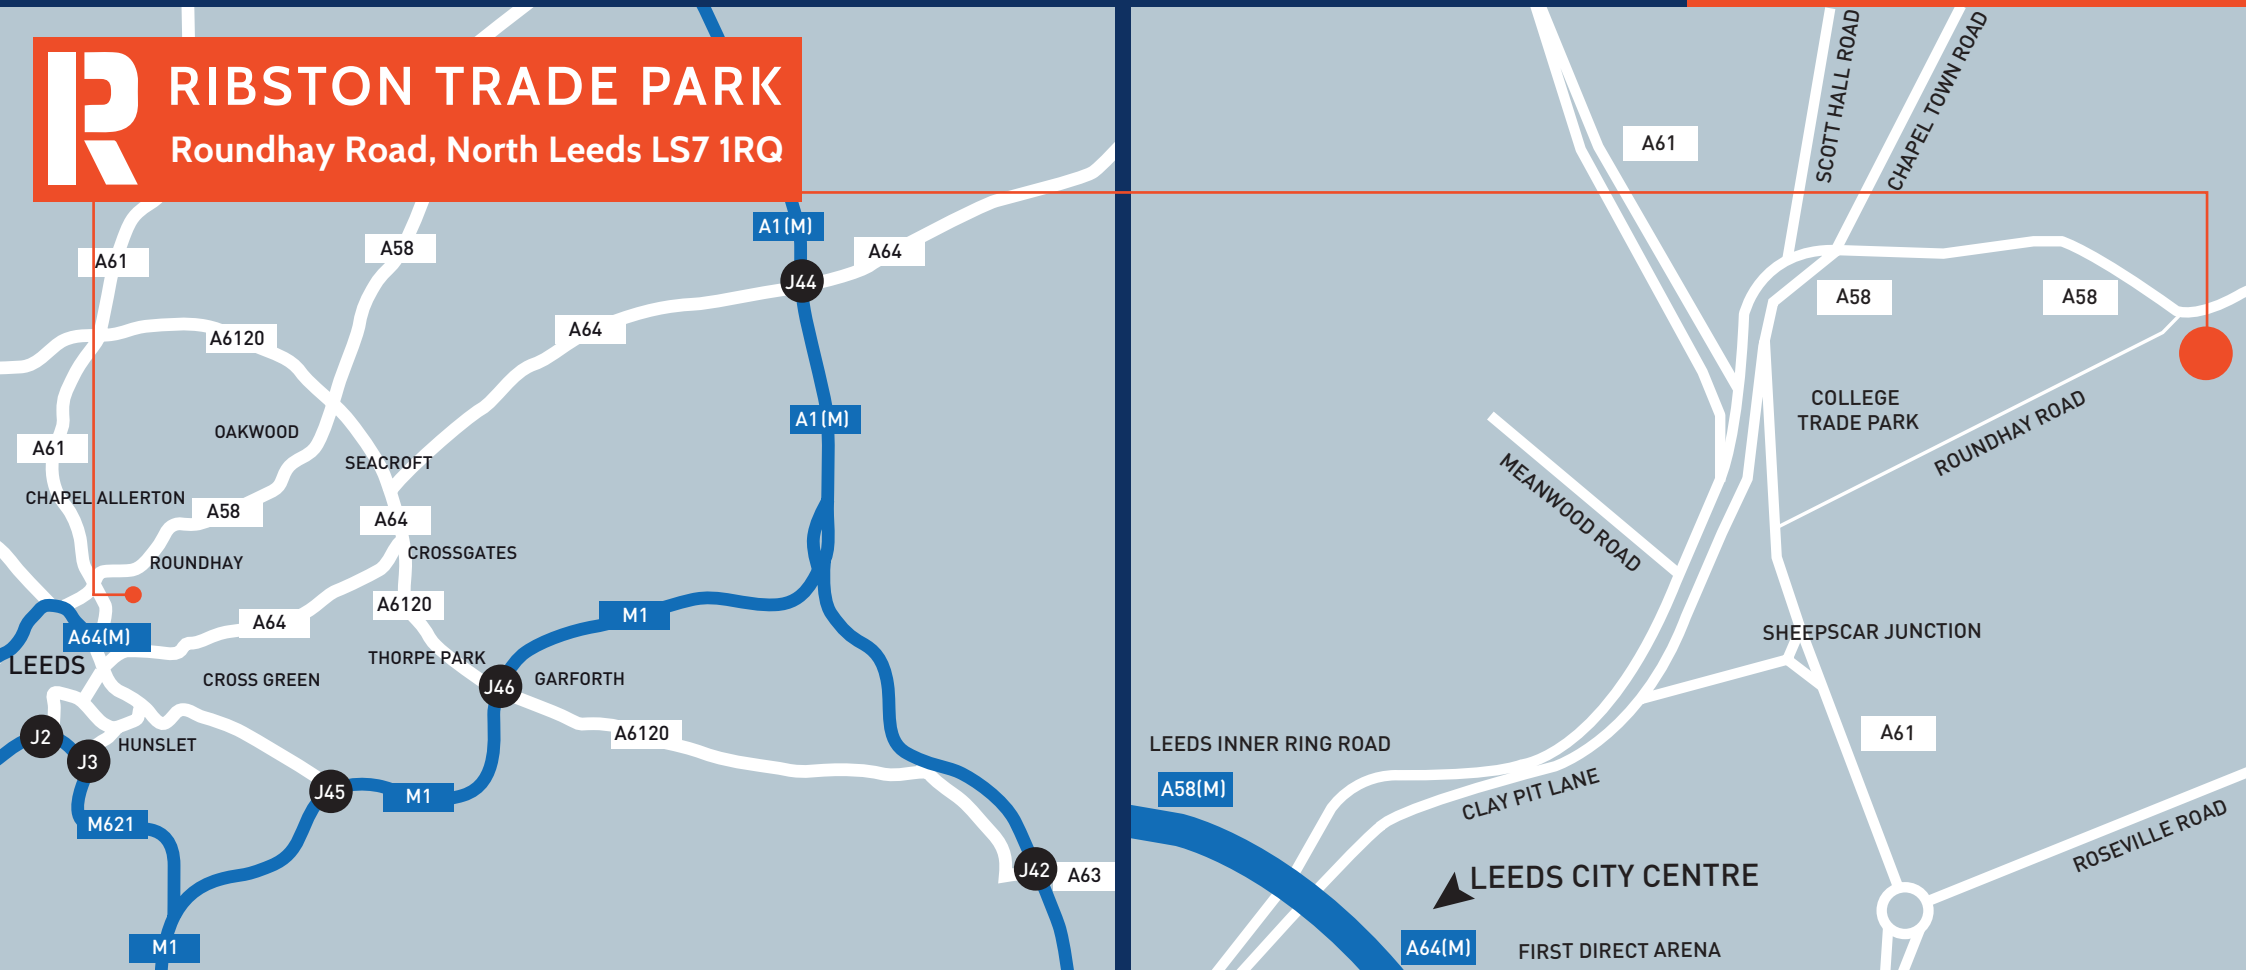 RIBSTON TRADE PARK
Roundhay Road, North Leeds LS7 1RQ
A1(M)
A61
A58
A64
J44
A6120
A64
A1(M)
OAKWOOD
A61
SEACROFT
CHAPEL ALLERTON
A58
A64
CROSSGATES
ROUNDHAY
A6120
M1
A64
A64(M)
LEEDS
THORPE PARK
CROSS GREEN
J46
GARFORTH
A6120
J2
HUNSLET
J3
J45
M1
M621
J42
A63
M1
SCOTT HALL ROAD
CHAPEL TOWN ROAD
A61
A58
A58
COLLEGE
TRADE PARK
ROUNDHAY ROAD
MEANWOOD ROAD
SHEEPSCAR JUNCTION
A61
LEEDS INNER RING ROAD
A58(M)
CLAY PIT LANE
ROSEVILLE ROAD
LEEDS CITY CENTRE
A64(M)
FIRST DIRECT ARENA